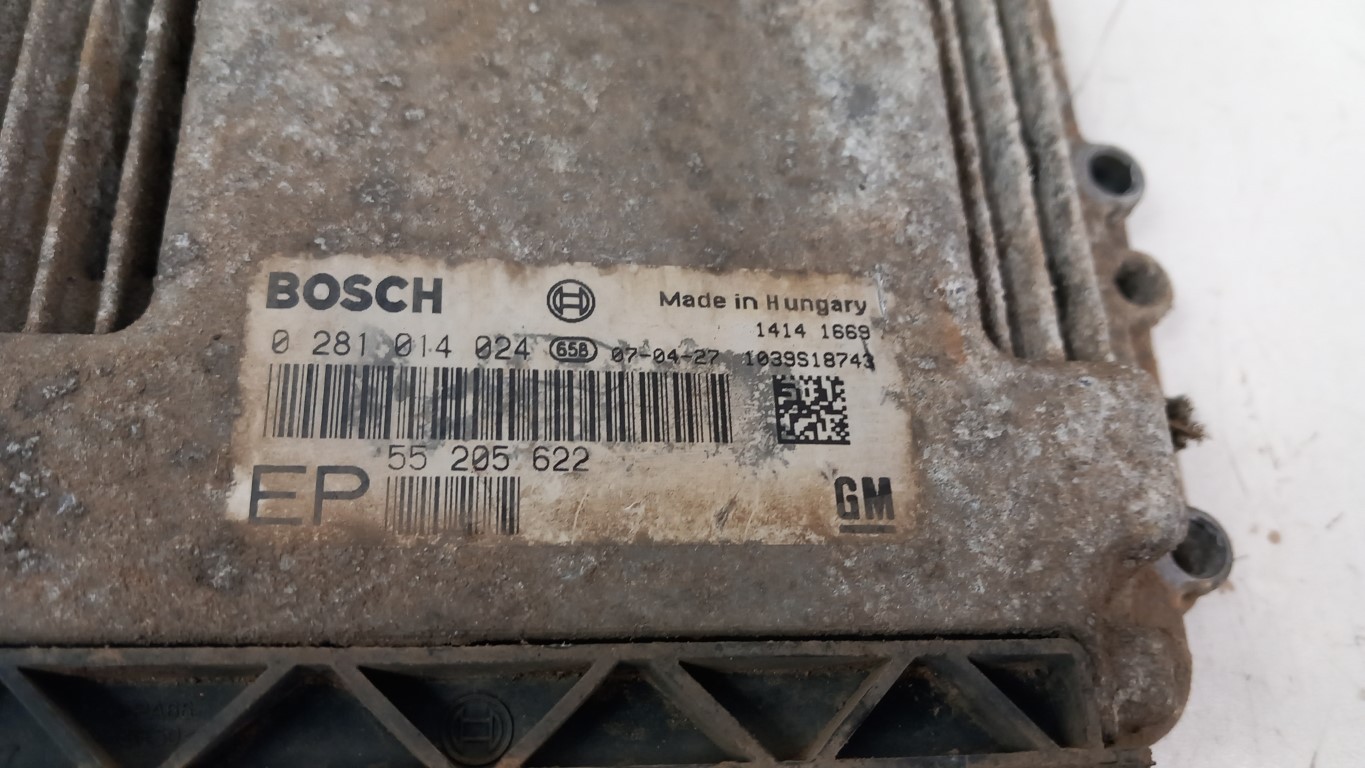 BOSCH
Made in Hungary
1414 1669
0 281 014 024 658 07-04-27 1039S18743
55 205 622
EP
GM